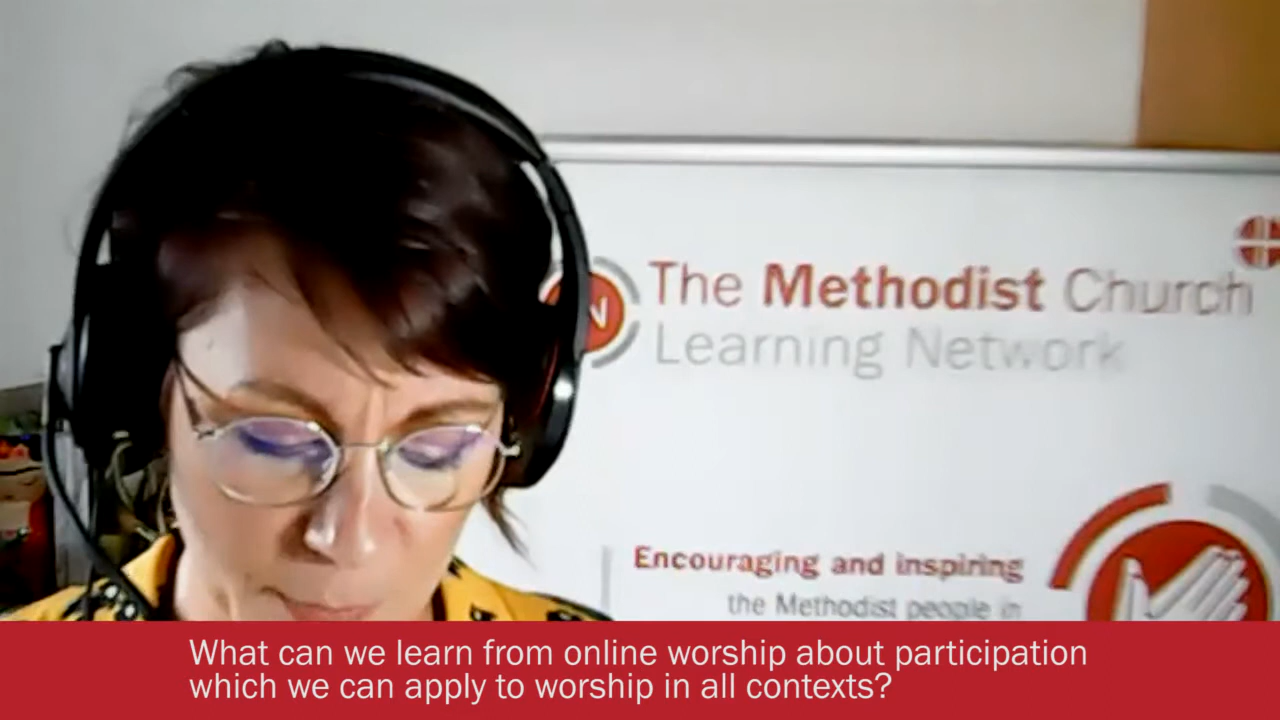 N
The Methodist Church
Learning Network
Encouraging and inspiring
the Methodist people in
What can we learn from online worship about participation
which we can apply to worship in all contexts?